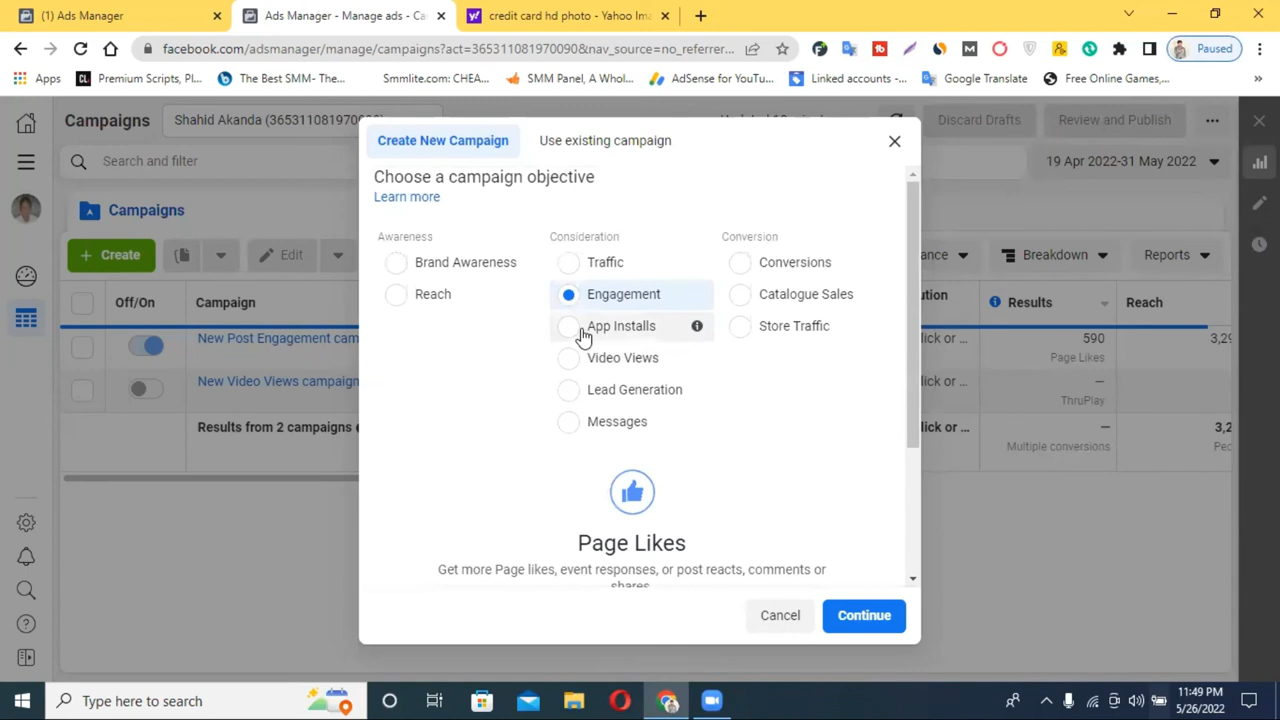 (1) Ads Manager
Ads Manager - Manage ads - Ca
credit card hd photo - Yahoo Ima
facebook.com/adsmanager/manage/campaigns?act=365311081970090&nav_source=no_referrer...
Paused
Apps
Premium Scripts, Pl...
The Best SMM- The...
Smmlite.com: CHEA...
SMM Panel, A Whol...
AdSense for YouTu...
Linked accounts -...
Google Translate
Free Online Games,...
Campaigns
Shahid Akanda (365311081970
Discard Drafts
Review and Publish
Search and filter
19 Apr 2022-31 May 2022
Campaigns
Create
Edit
Breakdown
Reports
Off/On
Campaign
Results
Reach
New Post Engagement cam
lick or ...
590
3,29
Page Likes
New Video Views campaign
lick or ...
—
ThruPlay
Results from 2 campaigns
lick or ...
—
3,2
Multiple conversions
Create New Campaign
Use existing campaign
Choose a campaign objective
Learn more
Awareness
Consideration
Conversion
Brand Awareness
Traffic
Conversions
Reach
Engagement
Catalogue Sales
App Installs
Store Traffic
Video Views
Lead Generation
Messages
Page Likes
Get more Page likes, event responses, or post reacts, comments or
shares.
Cancel
Continue
Type here to search
11:49 PM
5/26/2022